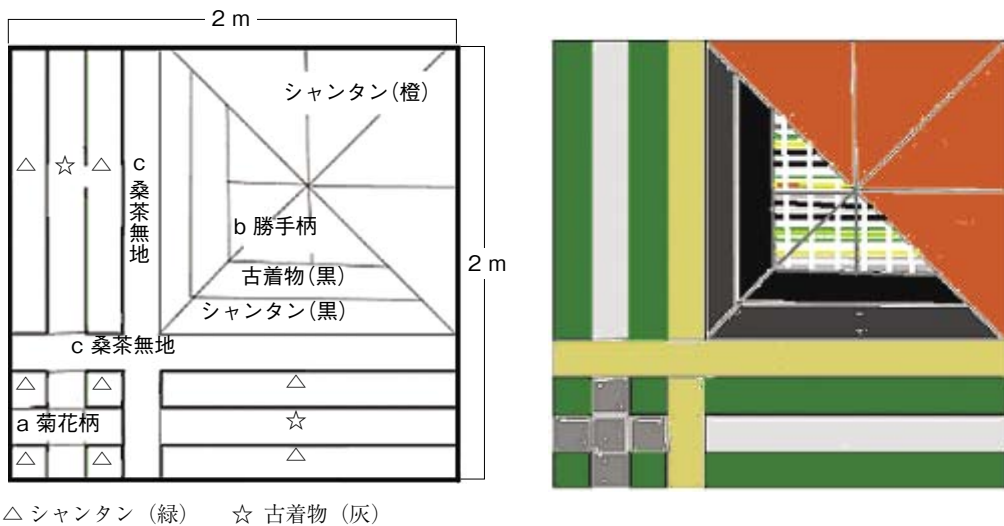 2 m
シャンタン(橙)
△ ☆ △
c 桑茶無地
2 m
b 勝手柄
古着物(黒)
シャンタン(黒)
c 桑茶無地
△ △ △
a 菊花柄 ☆
△ △ △
△ シャンタン（緑） ☆ 古着物（灰）